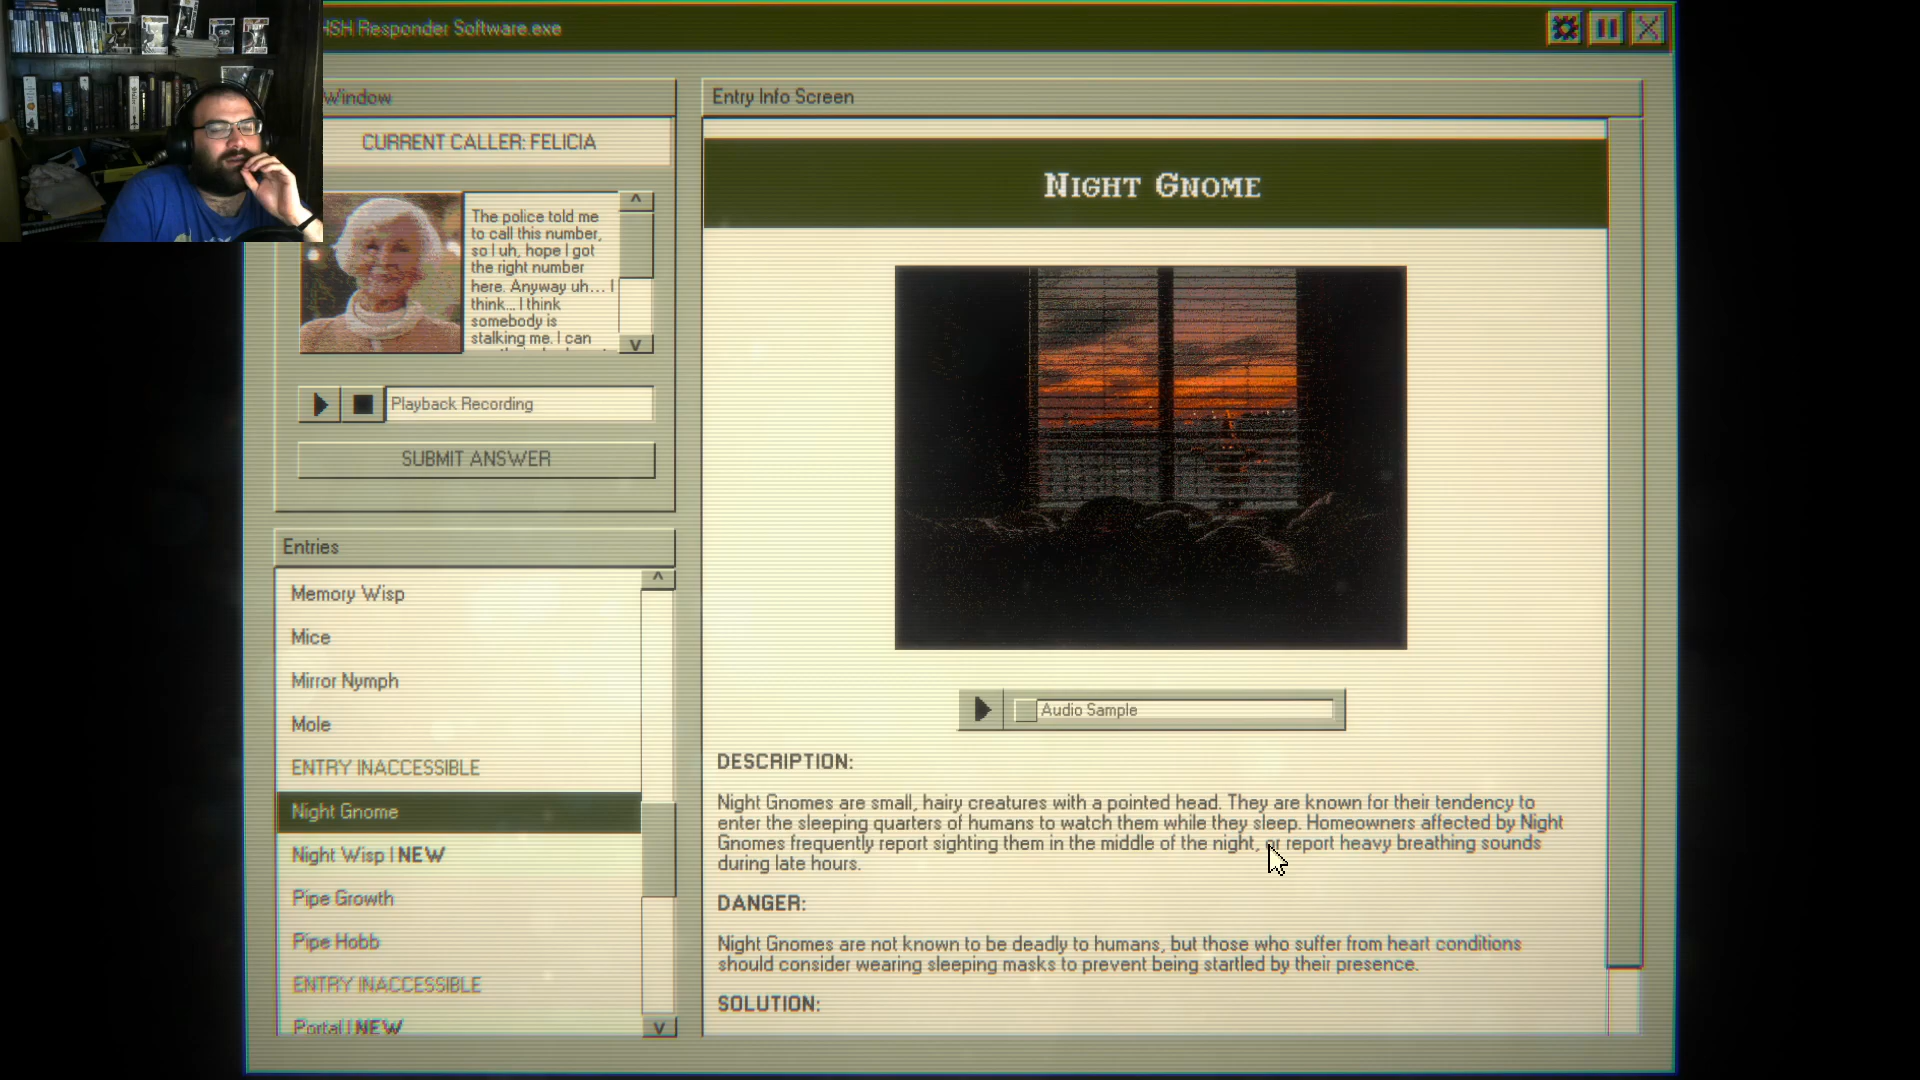 HSH Responder Software.exe
Window
CURRENT CALLER: FELICIA
The police told me
to call this number,
so I uh, hope I got
the right number
here. Anyway uh... I
think... I think
somebody is
stalking me. I can
Playback Recording
SUBMIT ANSWER
Entries
Memory Wisp
Mice
Mirror Nymph
Mole
ENTRY INACCESSIBLE
Night Gnome
Night Wisp | NEW
Pipe Growth
Pipe Hobb
ENTRY INACCESSIBLE
Portal | NEW
Entry Info Screen
NIGHT GNOME
Audio Sample
DESCRIPTION:
Night Gnomes are small, hairy creatures with a pointed head. They are known for their tendency to
enter the sleeping quarters of humans to watch them while they sleep. Homeowners affected by Night
Gnomes frequently report sighting them in the middle of the night, or report heavy breathing sounds
during late hours.
DANGER:
Night Gnomes are not known to be deadly to humans, but those who suffer from heart conditions
should consider wearing sleeping masks to prevent being startled by their presence.
SOLUTION: